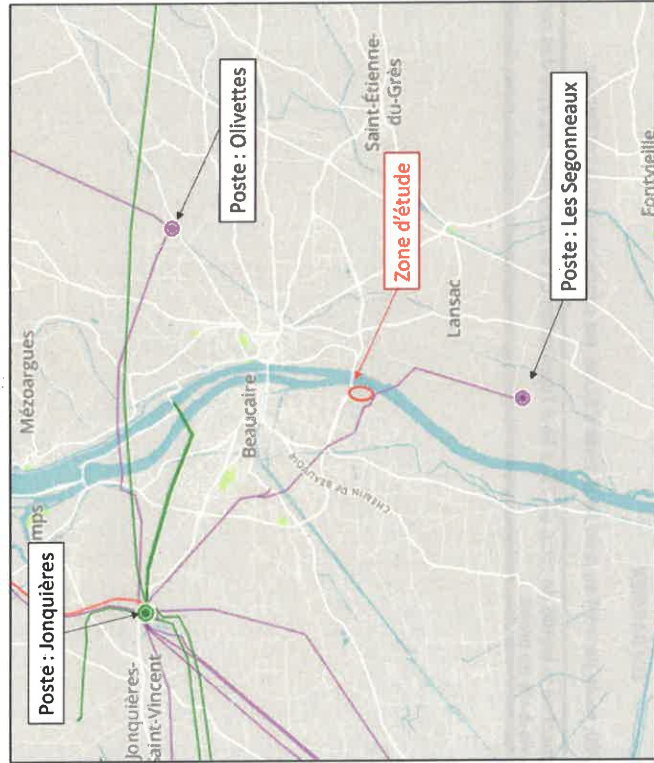 Mézoargues
mps
Poste : Jonquières
Jonquières-
Saint-Vincent
Poste : Olivettes
Beaucaire
Saint-Étienne-
du-Grès
Zone d'étude
CHEMIN DE BEAUVOIR
Lansac
Poste : Les Segonneaux
Fontvieille